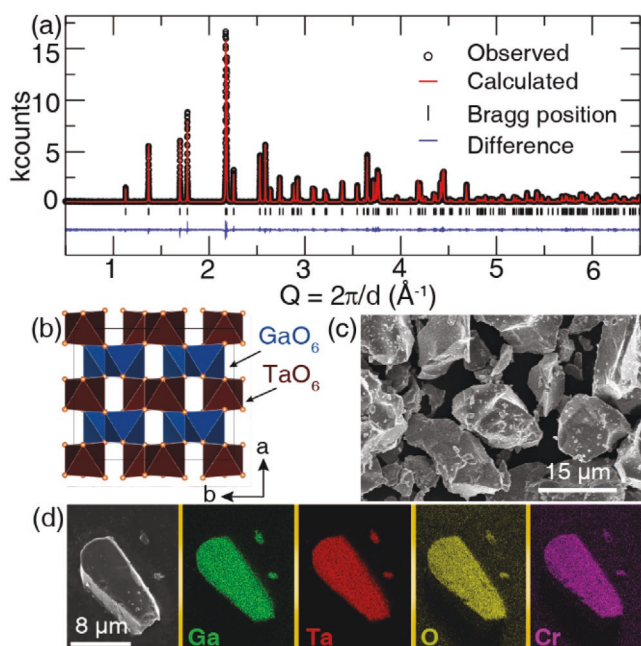 (a)
15
10
5
0
kcounts
Observed
Calculated
Bragg position
Difference
1 2 3 4 5 6
Q = 2π/d (Å⁻¹)
(b)
GaO₆
TaO₆
a
b
(c)
15 μm
(d)
8 μm
Ga
Ta
O
Cr